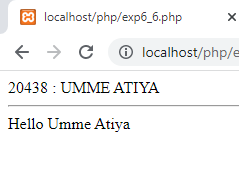 localhost/php/exp6_6.php
localhost/php/e
20438 : UMME ATIYA
Hello Umme Atiya